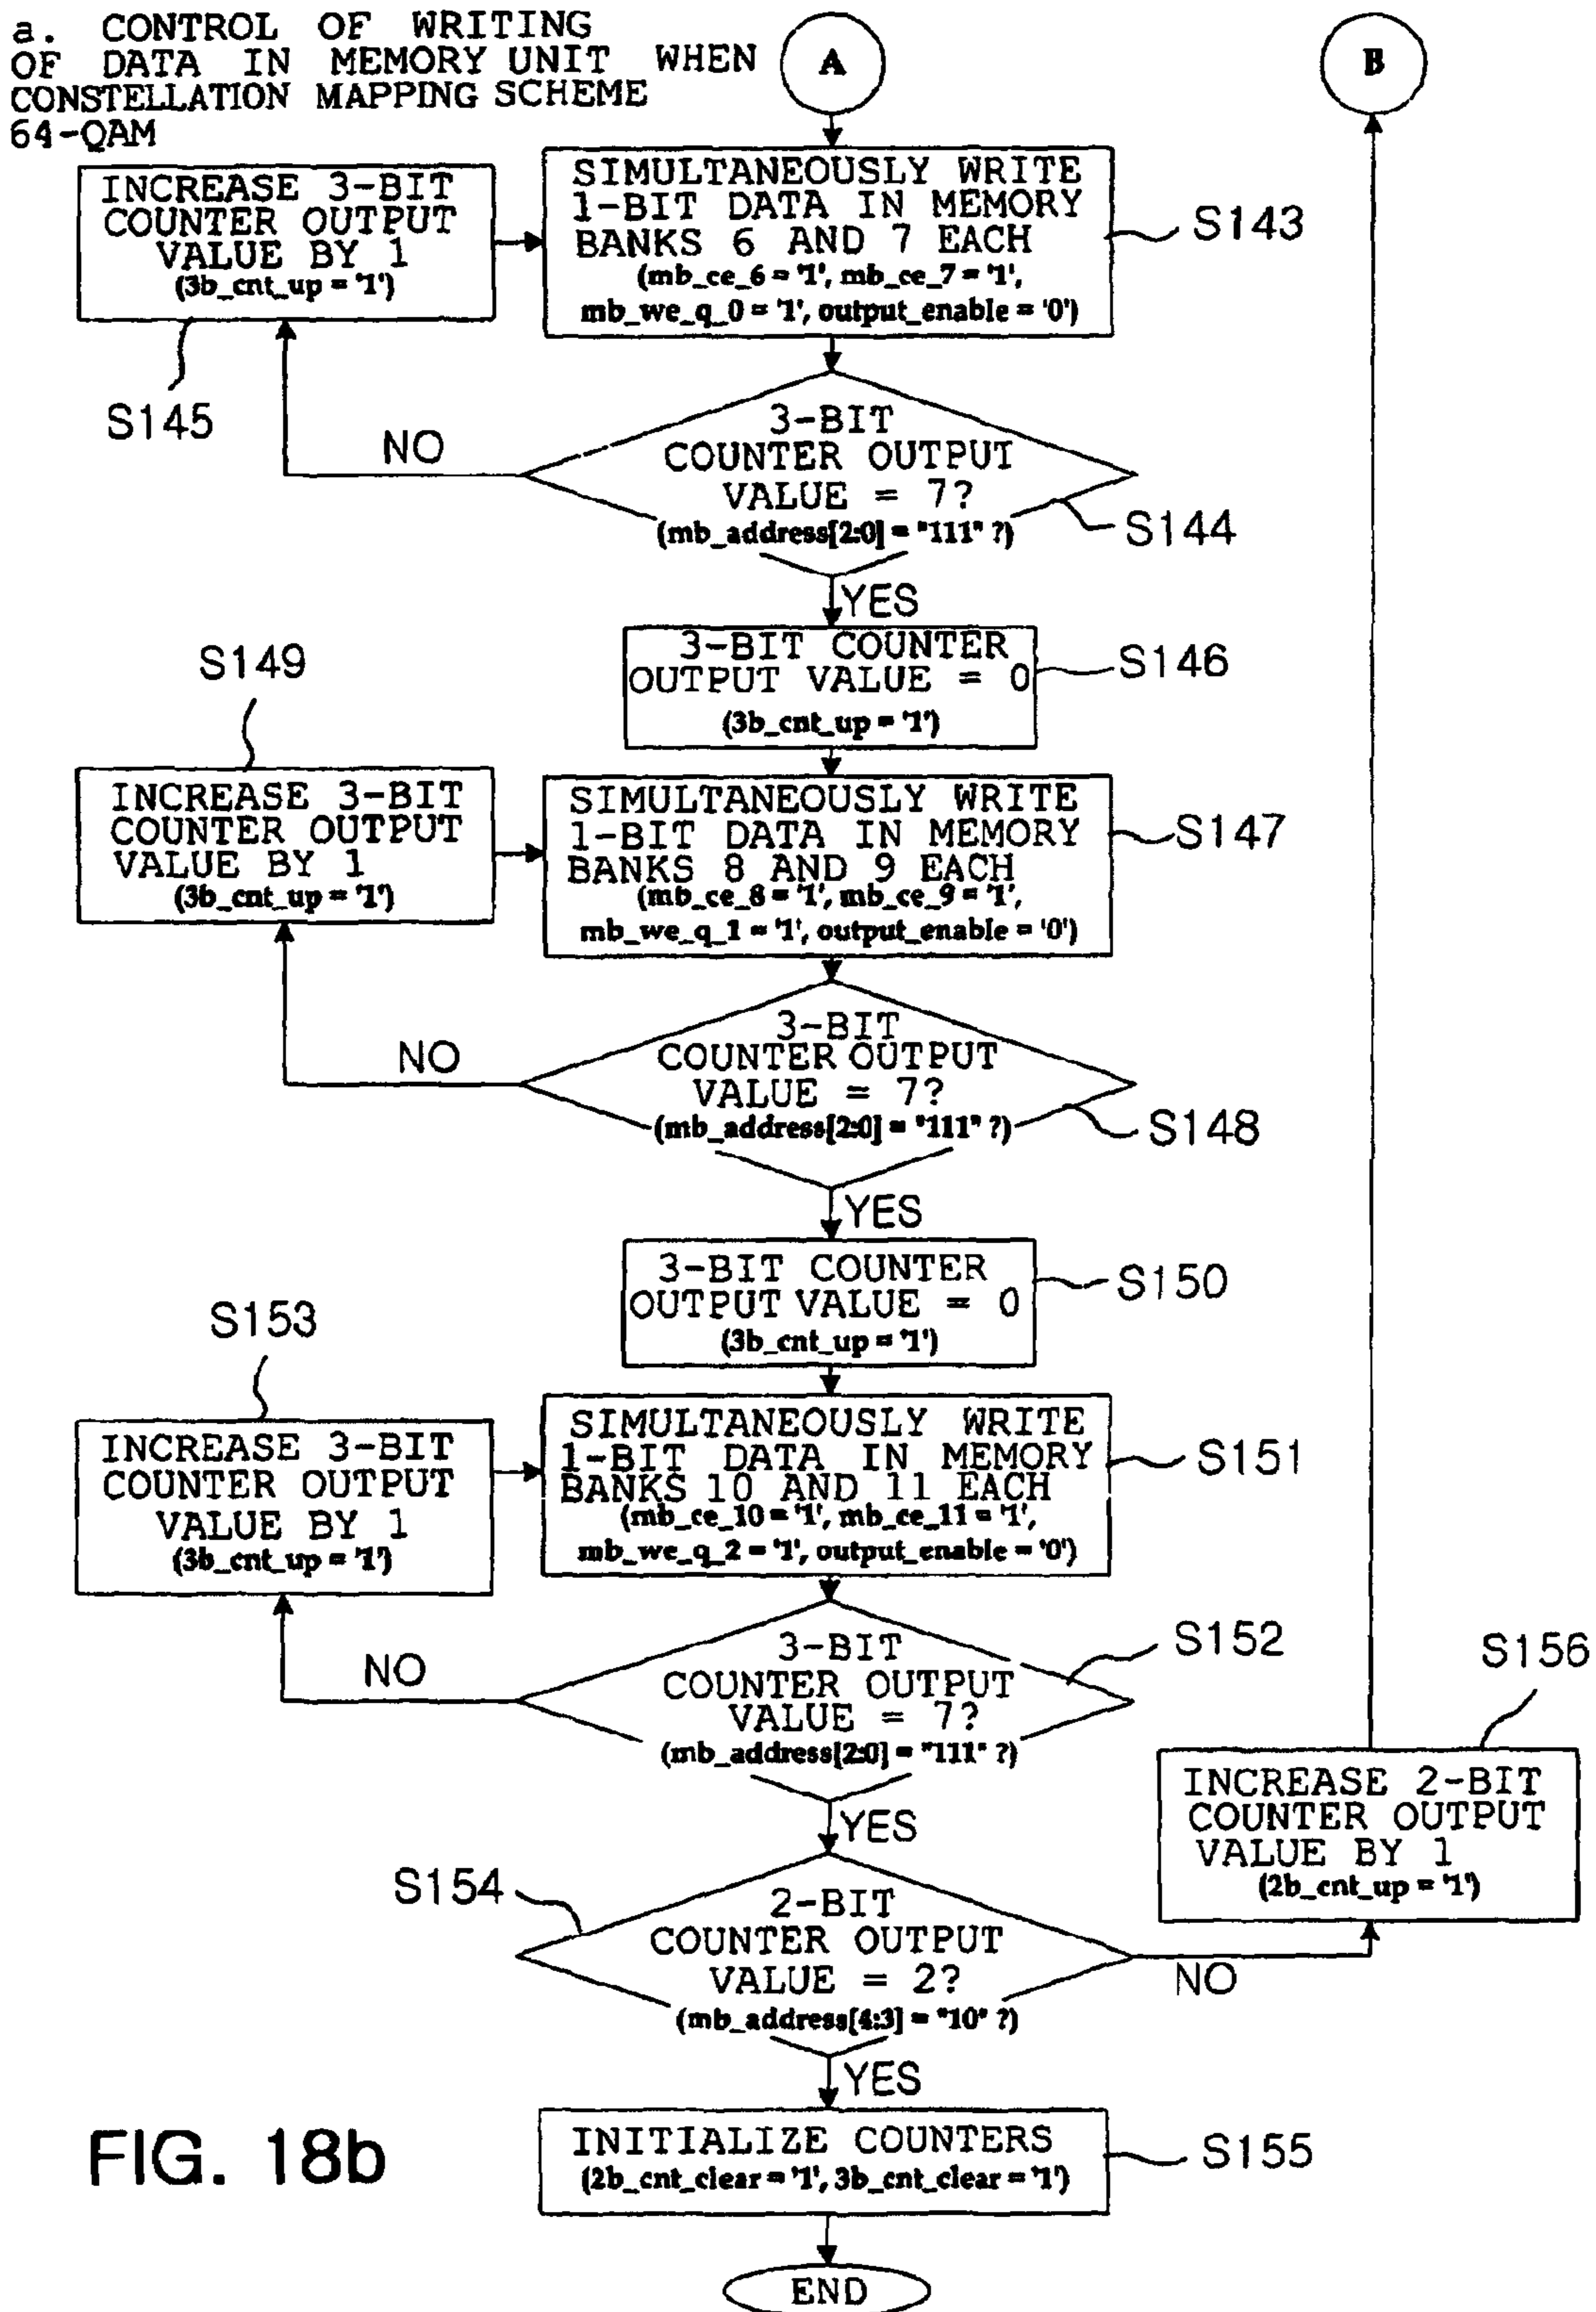 a. CONTROL OF WRITING
OF DATA IN MEMORY UNIT WHEN
CONSTELLATION MAPPING SCHEME
64-QAM
A
B
INCREASE 3-BIT
COUNTER OUTPUT
VALUE BY 1
(3b_cnt_up = '1')
S145
SIMULTANEOUSLY WRITE
1-BIT DATA IN MEMORY
BANKS 6 AND 7 EACH
(mb_ce_6 = '1', mb_ce_7 = '1',
mb_we_q_0 = '1', output_enable = '0')
S143
NO
3-BIT
COUNTER OUTPUT
VALUE = 7?
(mb_address[2:0] = "111" ?)
S144
YES
3-BIT COUNTER
OUTPUT VALUE = 0
(3b_cnt_up = '1')
S146
S149
INCREASE 3-BIT
COUNTER OUTPUT
VALUE BY 1
(3b_cnt_up = '1')
SIMULTANEOUSLY WRITE
1-BIT DATA IN MEMORY
BANKS 8 AND 9 EACH
(mb_ce_8 = '1', mb_ce_9 = '1',
mb_we_q_1 = '1', output_enable = '0')
S147
NO
3-BIT
COUNTER OUTPUT
VALUE = 7?
(mb_address[2:0] = "111" ?)
S148
YES
3-BIT COUNTER
OUTPUT VALUE = 0
(3b_cnt_up = '1')
S150
S153
INCREASE 3-BIT
COUNTER OUTPUT
VALUE BY 1
(3b_cnt_up = '1')
SIMULTANEOUSLY WRITE
1-BIT DATA IN MEMORY
BANKS 10 AND 11 EACH
(mb_ce_10 = '1', mb_ce_11 = '1',
mb_we_q_2 = '1', output_enable = '0')
S151
NO
3-BIT
COUNTER OUTPUT
VALUE = 7?
(mb_address[2:0] = "111" ?)
S152
YES
S156
INCREASE 2-BIT
COUNTER OUTPUT
VALUE BY 1
(2b_cnt_up = '1')
S154
2-BIT
COUNTER OUTPUT
VALUE = 2?
(mb_address[4:3] = "10" ?)
NO
YES
INITIALIZE COUNTERS
(2b_cnt_clear = '1', 3b_cnt_clear = '1')
S155
END
FIG. 18b